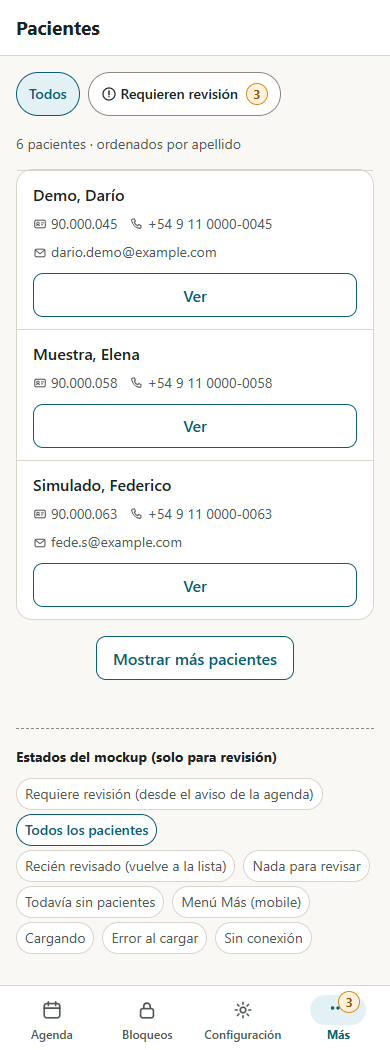 Pacientes
Todos
Requieren revisión 3
6 pacientes · ordenados por apellido
Demo, Darío
90.000.045 +54 9 11 0000-0045
dario.demo@example.com
Ver
Muestra, Elena
90.000.058 +54 9 11 0000-0058
Ver
Simulado, Federico
90.000.063 +54 9 11 0000-0063
fede.s@example.com
Ver
Mostrar más pacientes
Estados del mockup (solo para revisión)
Requiere revisión (desde el aviso de la agenda)
Todos los pacientes
Recién revisado (vuelve a la lista) Nada para revisar
Todavía sin pacientes Menú Más (mobile)
Cargando Error al cargar Sin conexión
3
Agenda Bloqueos Configuración Más